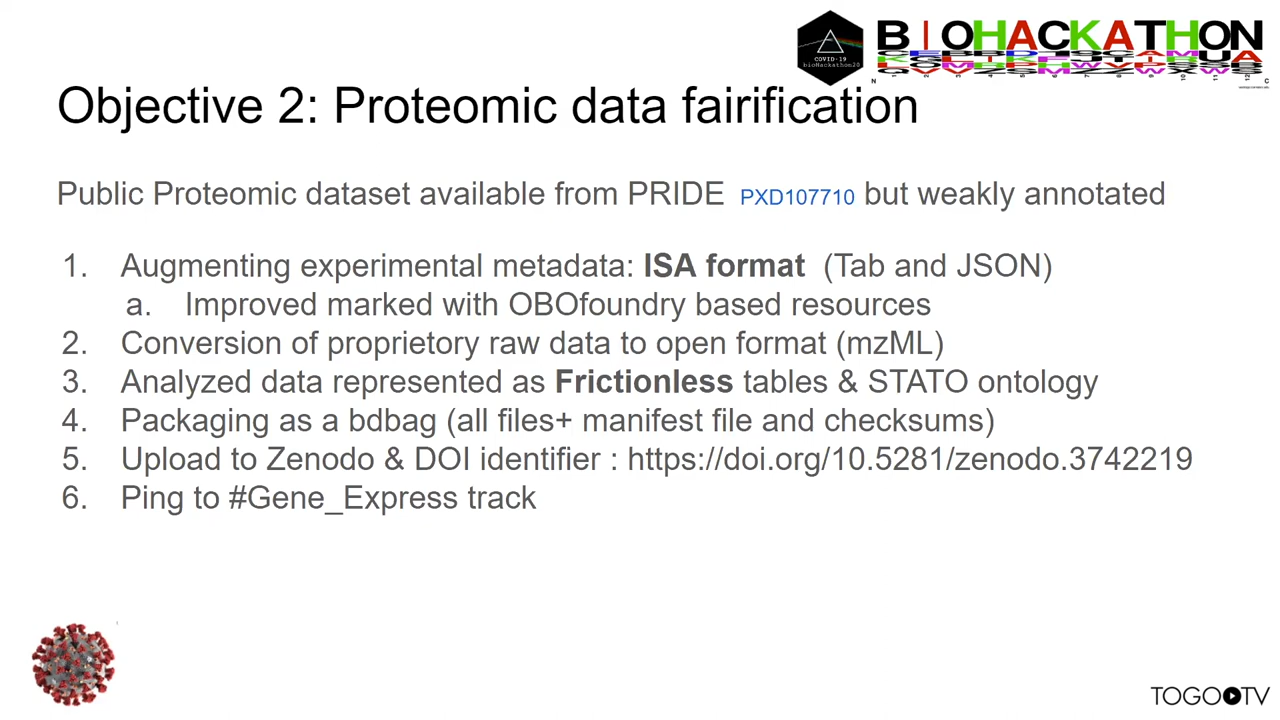 BIOHACKATHON
COVID-19
bioHackathon20
Objective 2: Proteomic data fairification
Public Proteomic dataset available from PRIDE PXD107710 but weakly annotated
1. Augmenting experimental metadata: ISA format (Tab and JSON)
a. Improved marked with OBOfoundry based resources
2. Conversion of proprietory raw data to open format (mzML)
3. Analyzed data represented as Frictionless tables & STATO ontology
4. Packaging as a bdbag (all files+ manifest file and checksums)
5. Upload to Zenodo & DOI identifier : https://doi.org/10.5281/zenodo.3742219
6. Ping to #Gene_Express track
TOGOTV